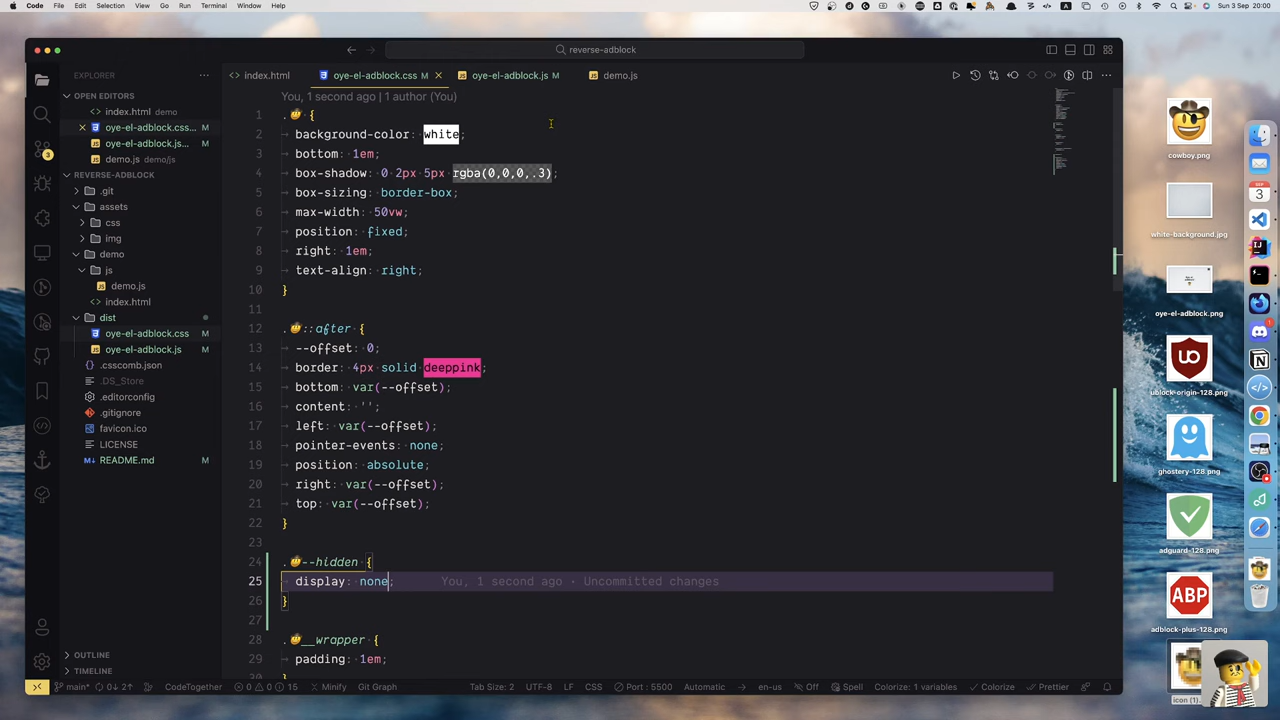 Code File Edit Selection View Go Run Terminal Window Help
A
Sun 3 Sep 20:00
reverse-adblock
EXPLORER
index.html
oye-el-adblock.css M
oye-el-adblock.js M
demo.js
OPEN EDITORS
index.html demo
oye-el-adblock.css... M
oye-el-adblock.js... M
demo.js demo/js
REVERSE-ADBLOCK
.git
assets
css
img
demo
js
demo.js
index.html
dist
oye-el-adblock.css M
oye-el-adblock.js M
.csscomb.json
.DS_Store
.editorconfig
.gitignore
favicon.ico
LICENSE
README.md M
OUTLINE
TIMELINE
3
You, 1 second ago | 1 author (You)
1 .🤠 {
2 background-color: white;
3 bottom: 1em;
4 box-shadow: 0 2px 5px rgba(0,0,0,.3);
5 box-sizing: border-box;
6 max-width: 50vw;
7 position: fixed;
8 right: 1em;
9 text-align: right;
10 }
11
12 .🤠::after {
13 --offset: 0;
14 border: 4px solid deeppink;
15 bottom: var(--offset);
16 content: '';
17 left: var(--offset);
18 pointer-events: none;
19 position: absolute;
20 right: var(--offset);
21 top: var(--offset);
22 }
23
24 .🤠--hidden {
25 display: none; You, 1 second ago · Uncommitted changes
26 }
27
28 .🤠__wrapper {
29 padding: 1em;
main* 0↓ 2↑ CodeTogether 0 0 15 Minify Git Graph
Tab Size: 2 UTF-8 LF CSS Port : 5500 Automatic en-us Off Spell Colorize: 1 variables Colorize Prettier
cowboy.png
white-background.jpg
oye-el-adblock.png
uo
ublock-origin-128.png
ghostery-128.png
adguard-128.png
ABP
adblock-plus-128.png
icon (1)
SEP
3
IJ